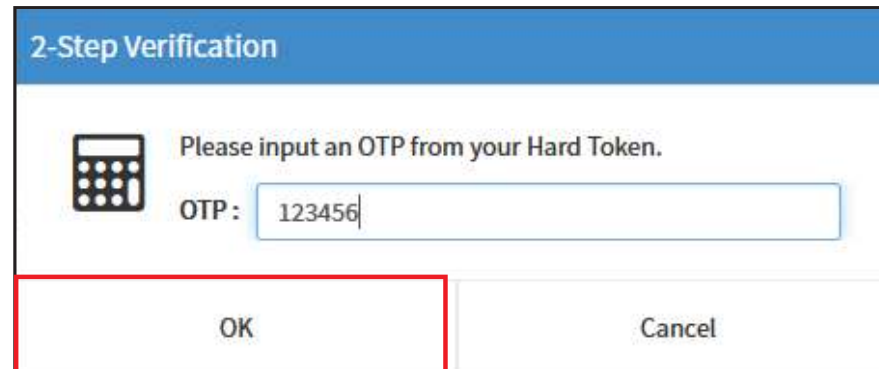 2-Step Verification
Please input an OTP from your Hard Token.
OTP : 123456
OK Cancel